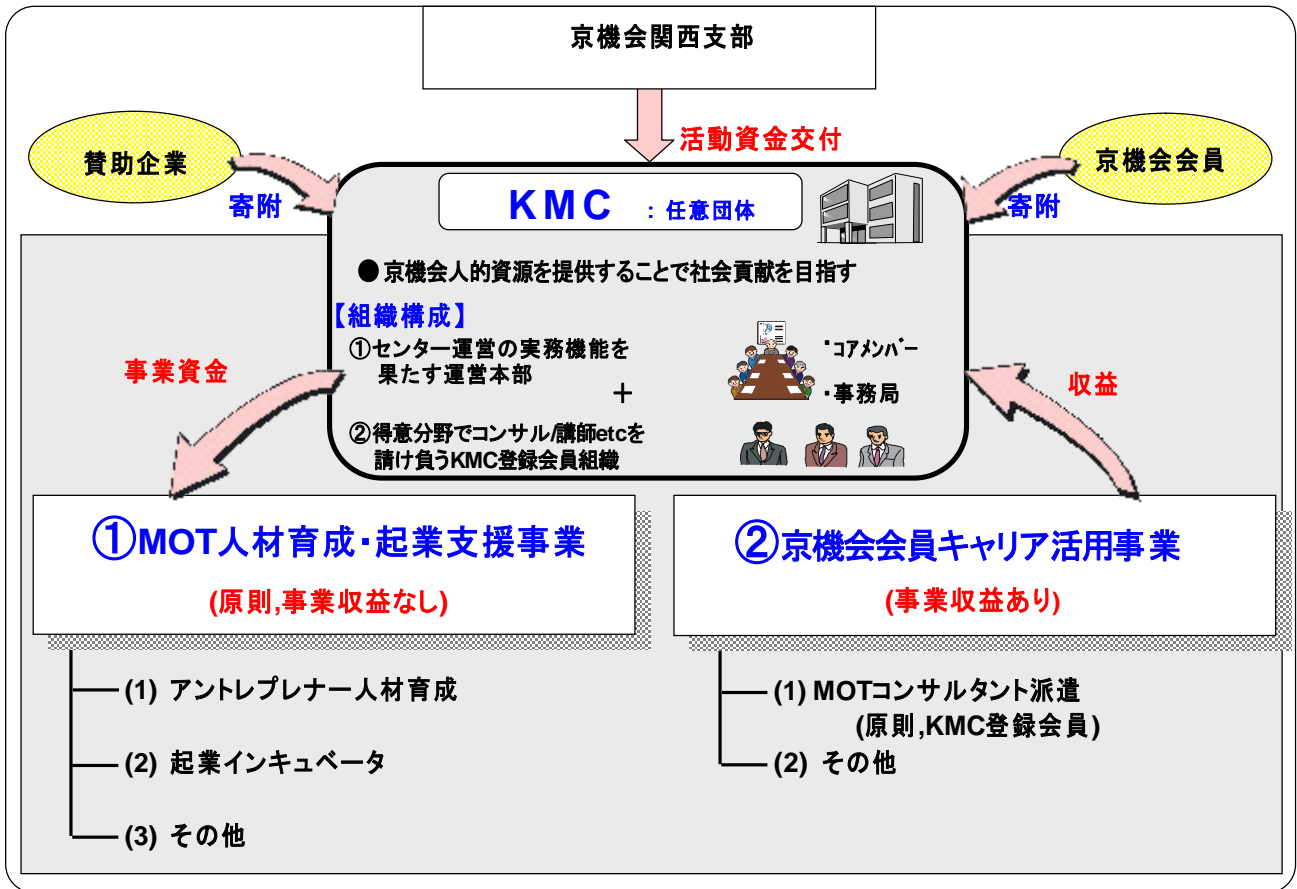 京機会関西支部
活動資金交付
賛助企業
京機会会員
寄附
寄附
KMC :任意団体
●京機会人的資源を提供することで社会貢献を目指す
【組織構成】
①センター運営の実務機能を
果たす運営本部
+
・コアメンバー
・事務局
②得意分野でコンサル/講師etcを
請け負うKMC登録会員組織
事業資金
収益
①MOT人材育成・起業支援事業
(原則,事業収益なし)
②京機会会員キャリア活用事業
(事業収益あり)
(1) アントレプレナー人材育成
(2) 起業インキュベータ
(3) その他
(1) MOTコンサルタント派遣
(原則,KMC登録会員)
(2) その他